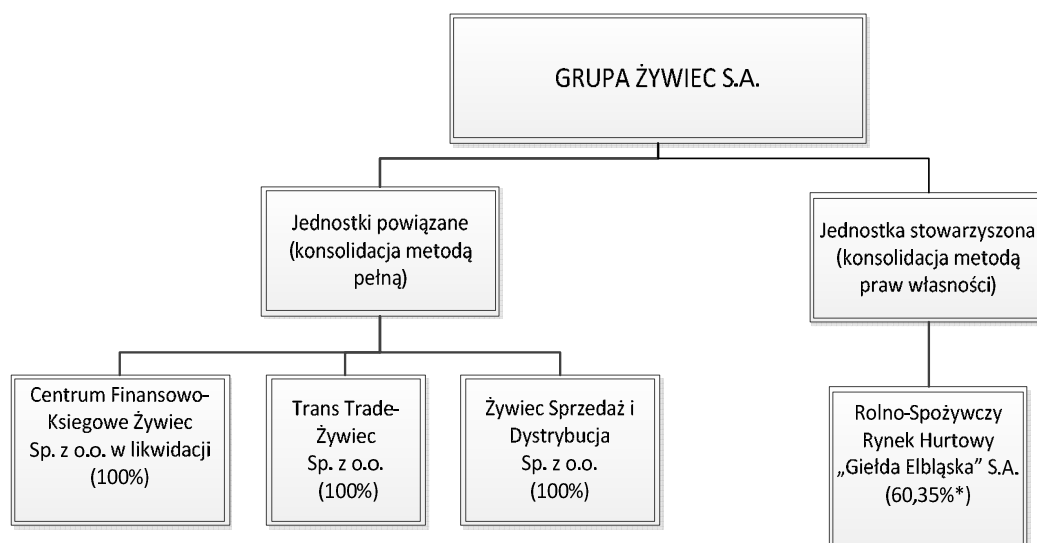 GRUPA ŻYWIEC S.A.
Jednostki powiązane
(konsolidacja metodą
pełną)
Jednostka stowarzyszona
(konsolidacja metodą
praw własności)
Centrum Finansowo-
Ksiegowe Żywiec
Sp. z o.o. w likwidacji
(100%)
Trans Trade-
Żywiec
Sp. z o.o.
(100%)
Żywiec Sprzedaż i
Dystrybucja
Sp. z o.o.
(100%)
Rolno-Spożywczy
Rynek Hurtowy
„Giełda Elbląska” S.A.
(60,35%*)